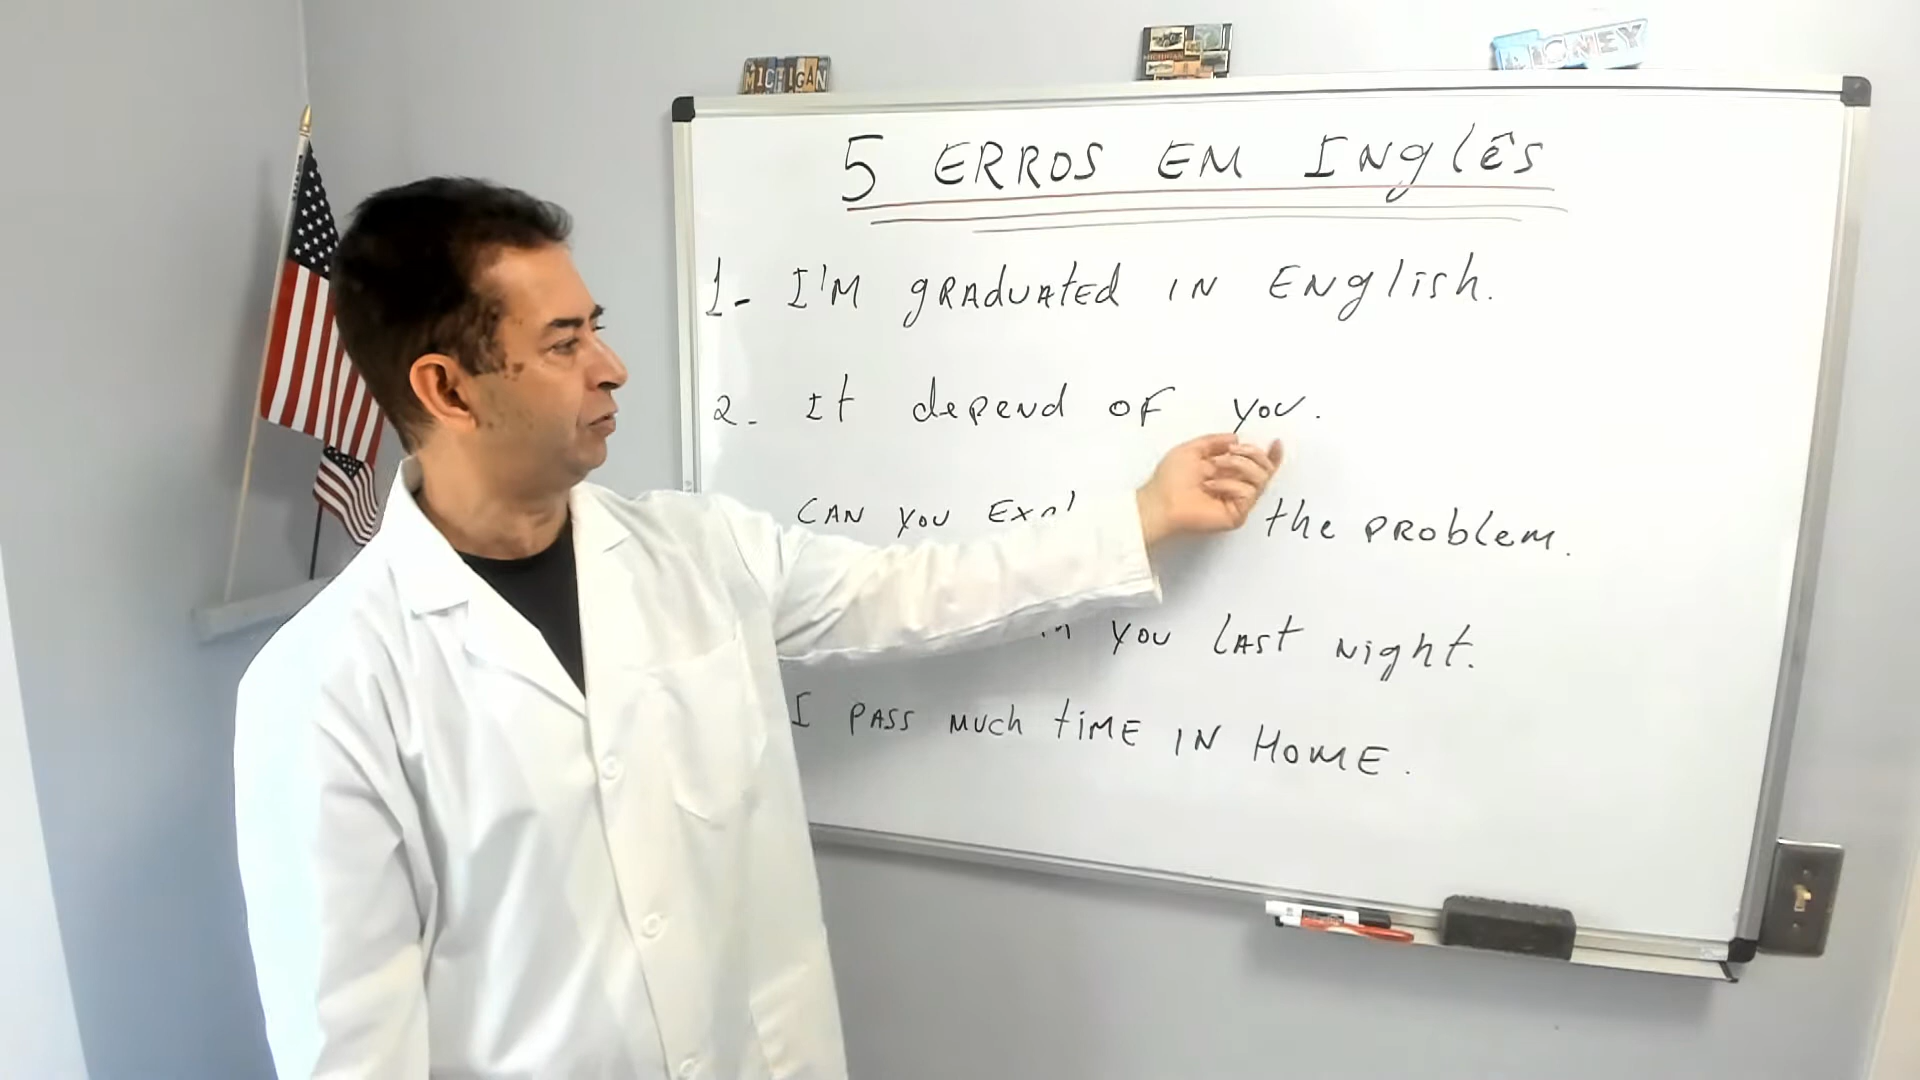 MICHIGAN
5 ERROS EM INGlÊS
1- I'M gRADUAtED IN ENglish.
2. It depend OF you.
CAN you the PROblem.
you lAst Night.
I PASS MUCh tIME IN HOME.